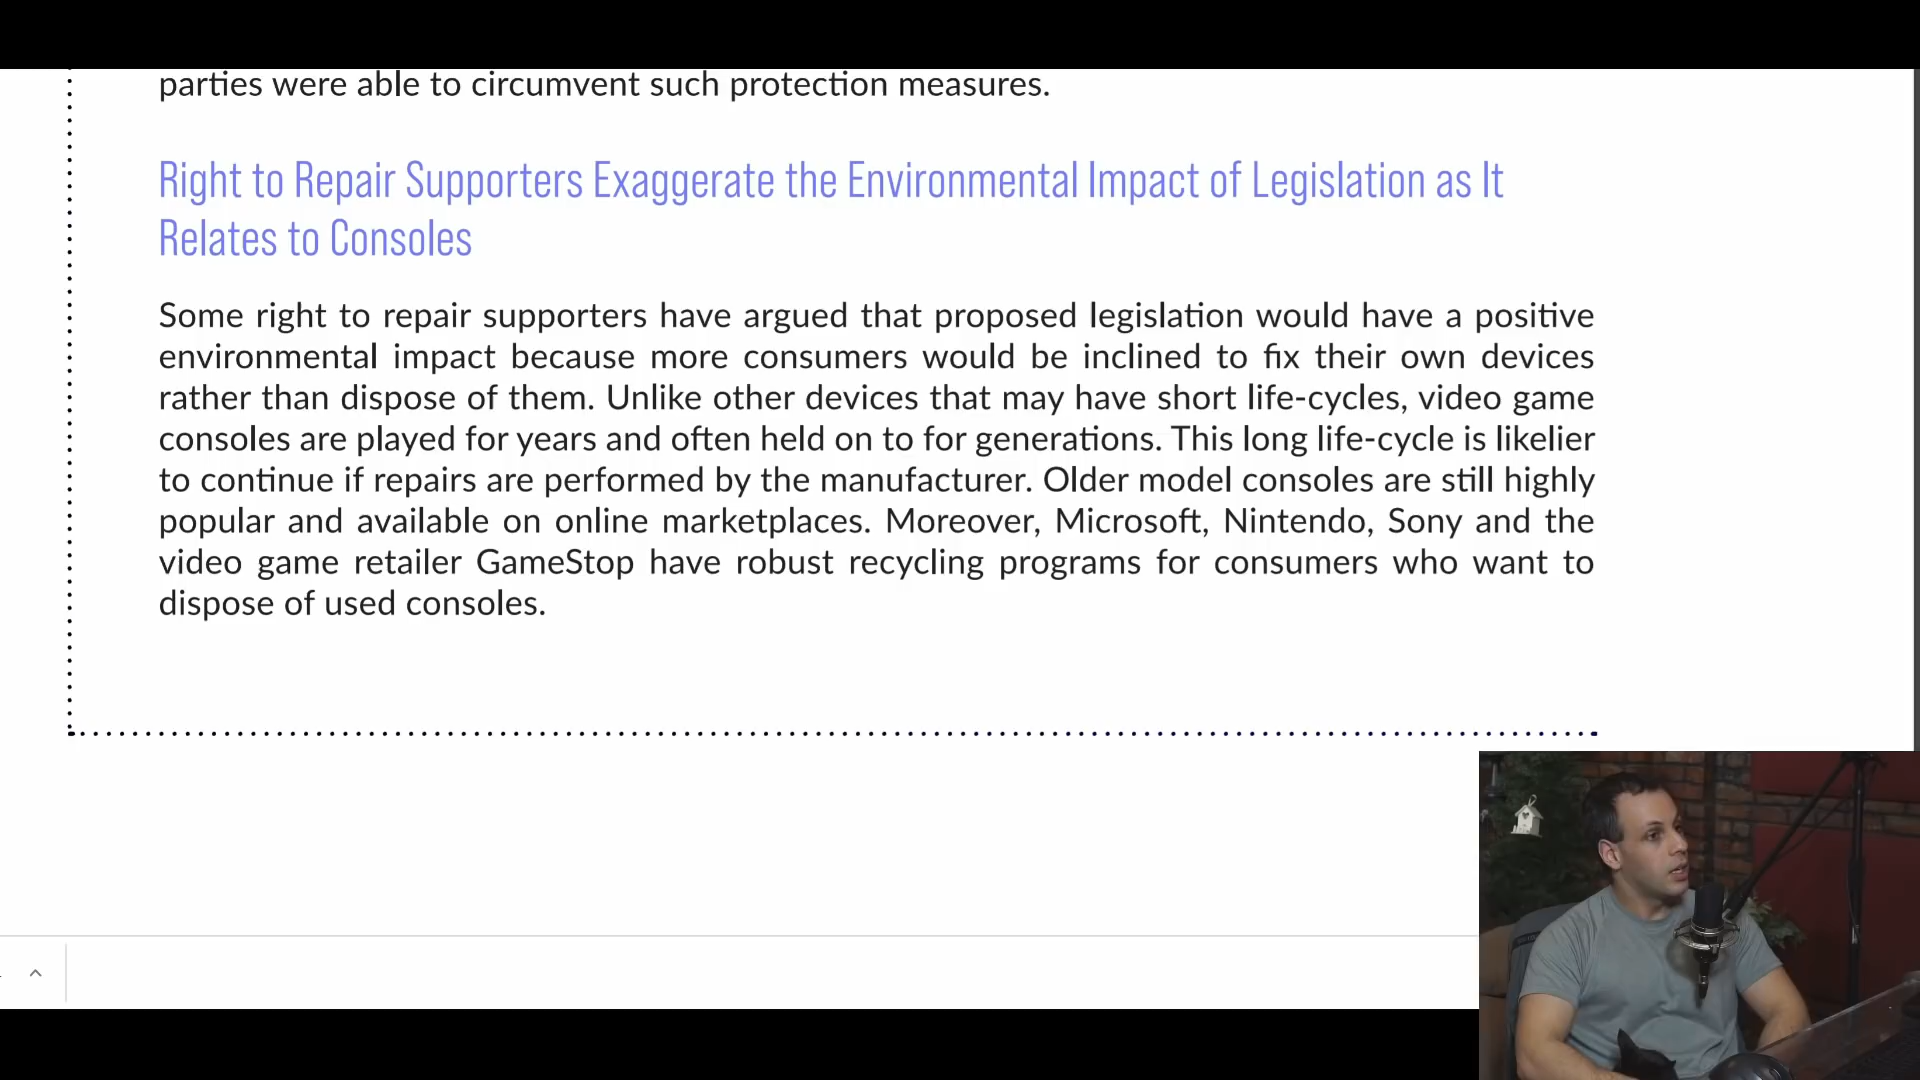 parties were able to circumvent such protection measures.
Right to Repair Supporters Exaggerate the Environmental Impact of Legislation as It
Relates to Consoles
Some right to repair supporters have argued that proposed legislation would have a positive
environmental impact because more consumers would be inclined to fix their own devices
rather than dispose of them. Unlike other devices that may have short life-cycles, video game
consoles are played for years and often held on to for generations. This long life-cycle is likelier
to continue if repairs are performed by the manufacturer. Older model consoles are still highly
popular and available on online marketplaces. Moreover, Microsoft, Nintendo, Sony and the
video game retailer GameStop have robust recycling programs for consumers who want to
dispose of used consoles.